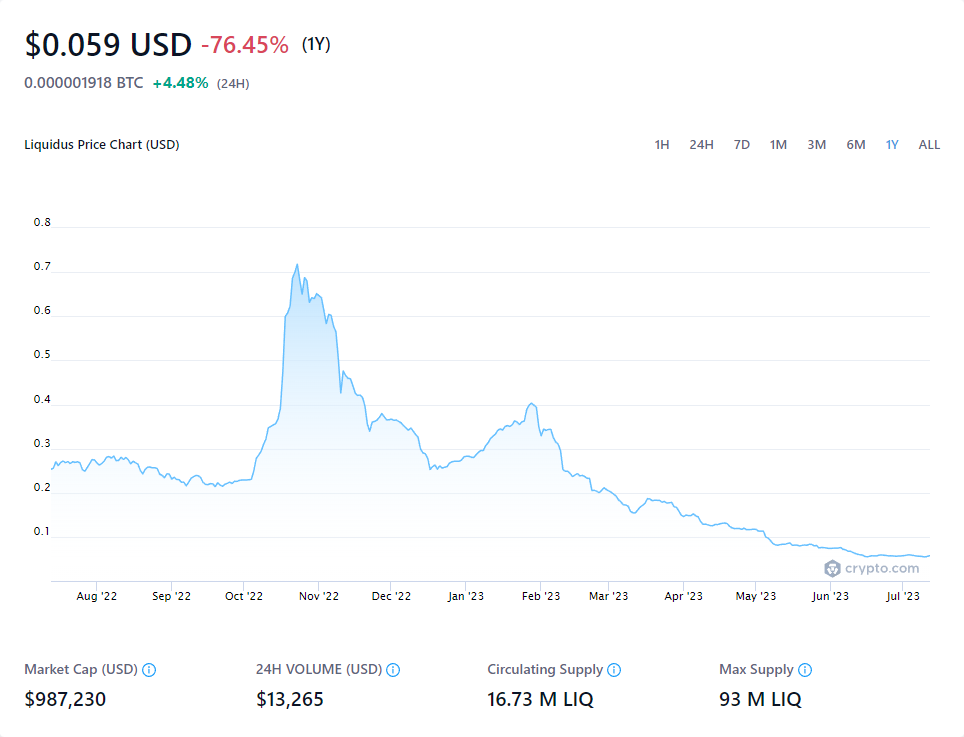 $0.059 USD -76.45% (1Y)
0.000001918 BTC +4.48% (24H)
Liquidus Price Chart (USD) 1H 24H 7D 1M 3M 6M 1Y ALL
0.8
0.7
0.6
0.5
0.4
0.3
0.2
0.1
crypto.com
Aug '22 Sep '22 Oct '22 Nov '22 Dec '22 Jan '23 Feb '23 Mar '23 Apr '23 May '23 Jun '23 Jul '23
Market Cap (USD) 24H VOLUME (USD) Circulating Supply Max Supply
$987,230 $13,265 16.73 M LIQ 93 M LIQ